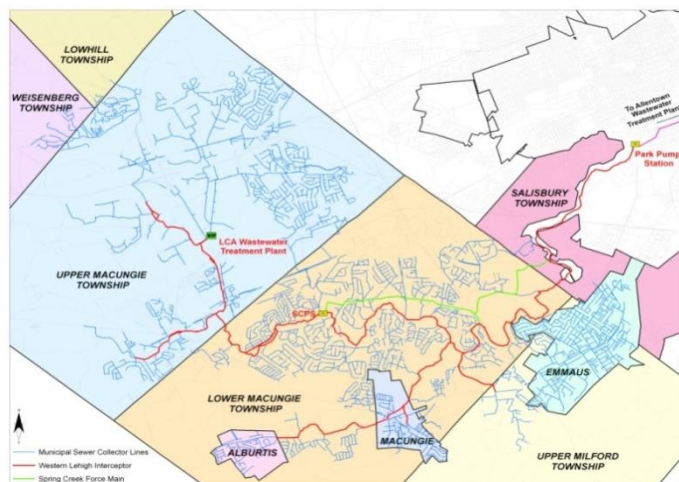 LOWHILL
TOWNSHIP
WEISENBERG
TOWNSHIP
To Allentown
Wastewater
Treatment Plant
Park Pump
Station
SALISBURY
TOWNSHIP
LCA Wastewater
Treatment Plant
UPPER MACUNGIE
TOWNSHIP
SCPS
LOWER MACUNGIE
TOWNSHIP
EMMAUS
MACUNGIE
ALBURTIS
UPPER MILFORD
TOWNSHIP
Municipal Sewer Collector Lines
Western Lehigh Interceptor
Spring Creek Force Main